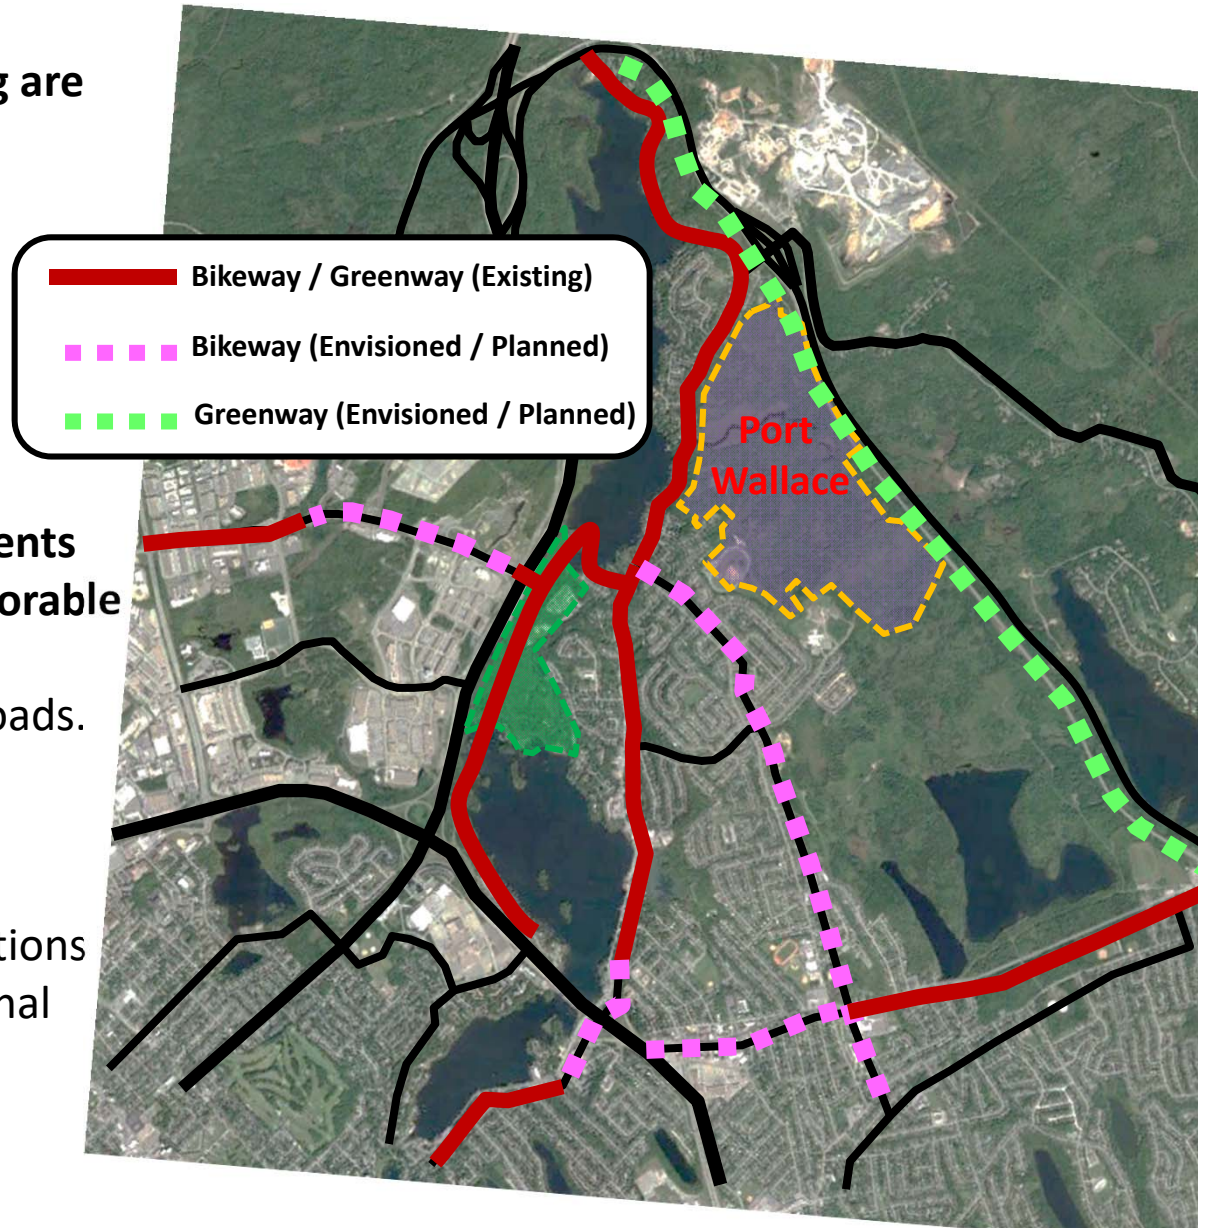 g are
Bikeway / Greenway (Existing)
Bikeway (Envisioned / Planned)
Greenway (Envisioned / Planned)
Port
Wallace
ents
orable
oads.
tions
nal